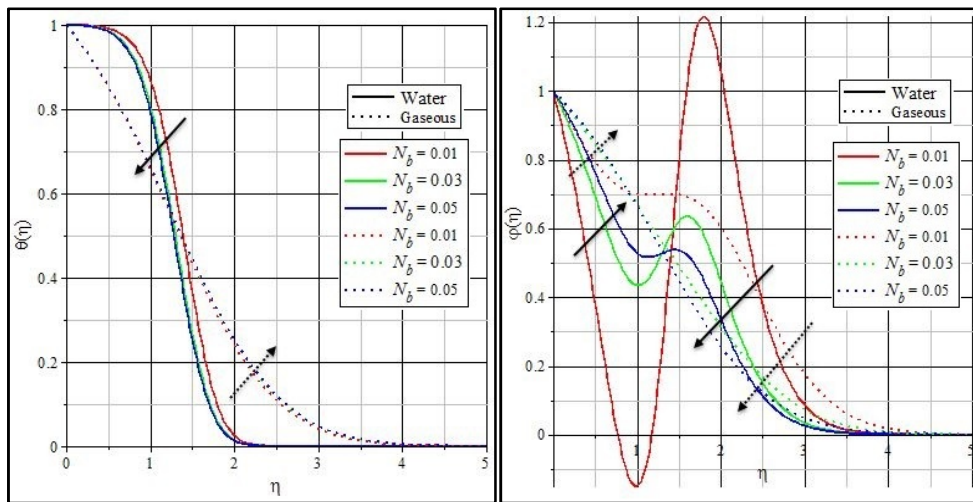 1
0.8
0.6
0.4
0.2
0
θ(η)
0 1 2 3 4 5
η
Water
Gaseous
N_b = 0.01
N_b = 0.03
N_b = 0.05
N_b = 0.01
N_b = 0.03
N_b = 0.05
1.2
1.0
0.8
0.6
0.4
0.2
0
φ(η)
1 2 3 4 5
η
Water
Gaseous
N_b = 0.01
N_b = 0.03
N_b = 0.05
N_b = 0.01
N_b = 0.03
N_b = 0.05